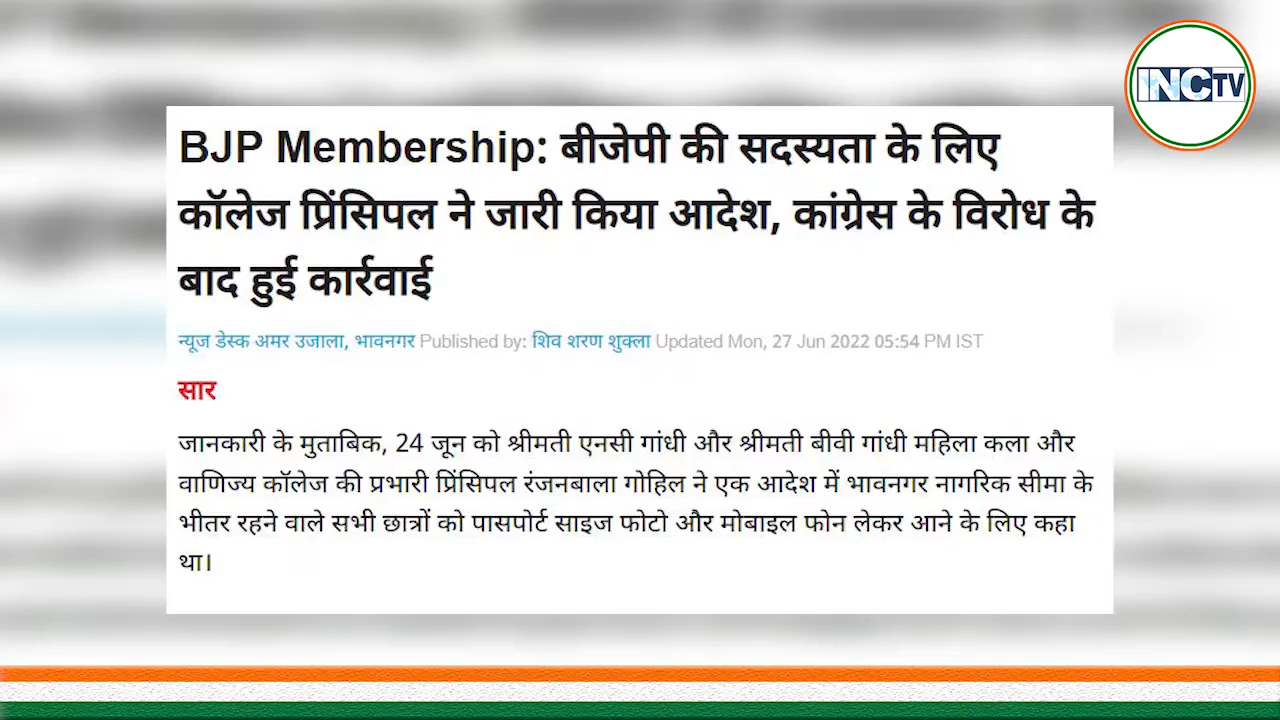 INCTV
BJP Membership: बीजेपी की सदस्यता के लिए
कॉलेज प्रिंसिपल ने जारी किया आदेश, कांग्रेस के विरोध के
बाद हुई कार्रवाई
न्यूज डेस्क अमर उजाला, भावनगर Published by: शिव शरण शुक्ला Updated Mon, 27 Jun 2022 05:54 PM IST
सार
जानकारी के मुताबिक, 24 जून को श्रीमती एनसी गांधी और श्रीमती बीवी गांधी महिला कला और
वाणिज्य कॉलेज की प्रभारी प्रिंसिपल रंजनबाला गोहिल ने एक आदेश में भावनगर नागरिक सीमा के
भीतर रहने वाले सभी छात्रों को पासपोर्ट साइज फोटो और मोबाइल फोन लेकर आने के लिए कहा
था।